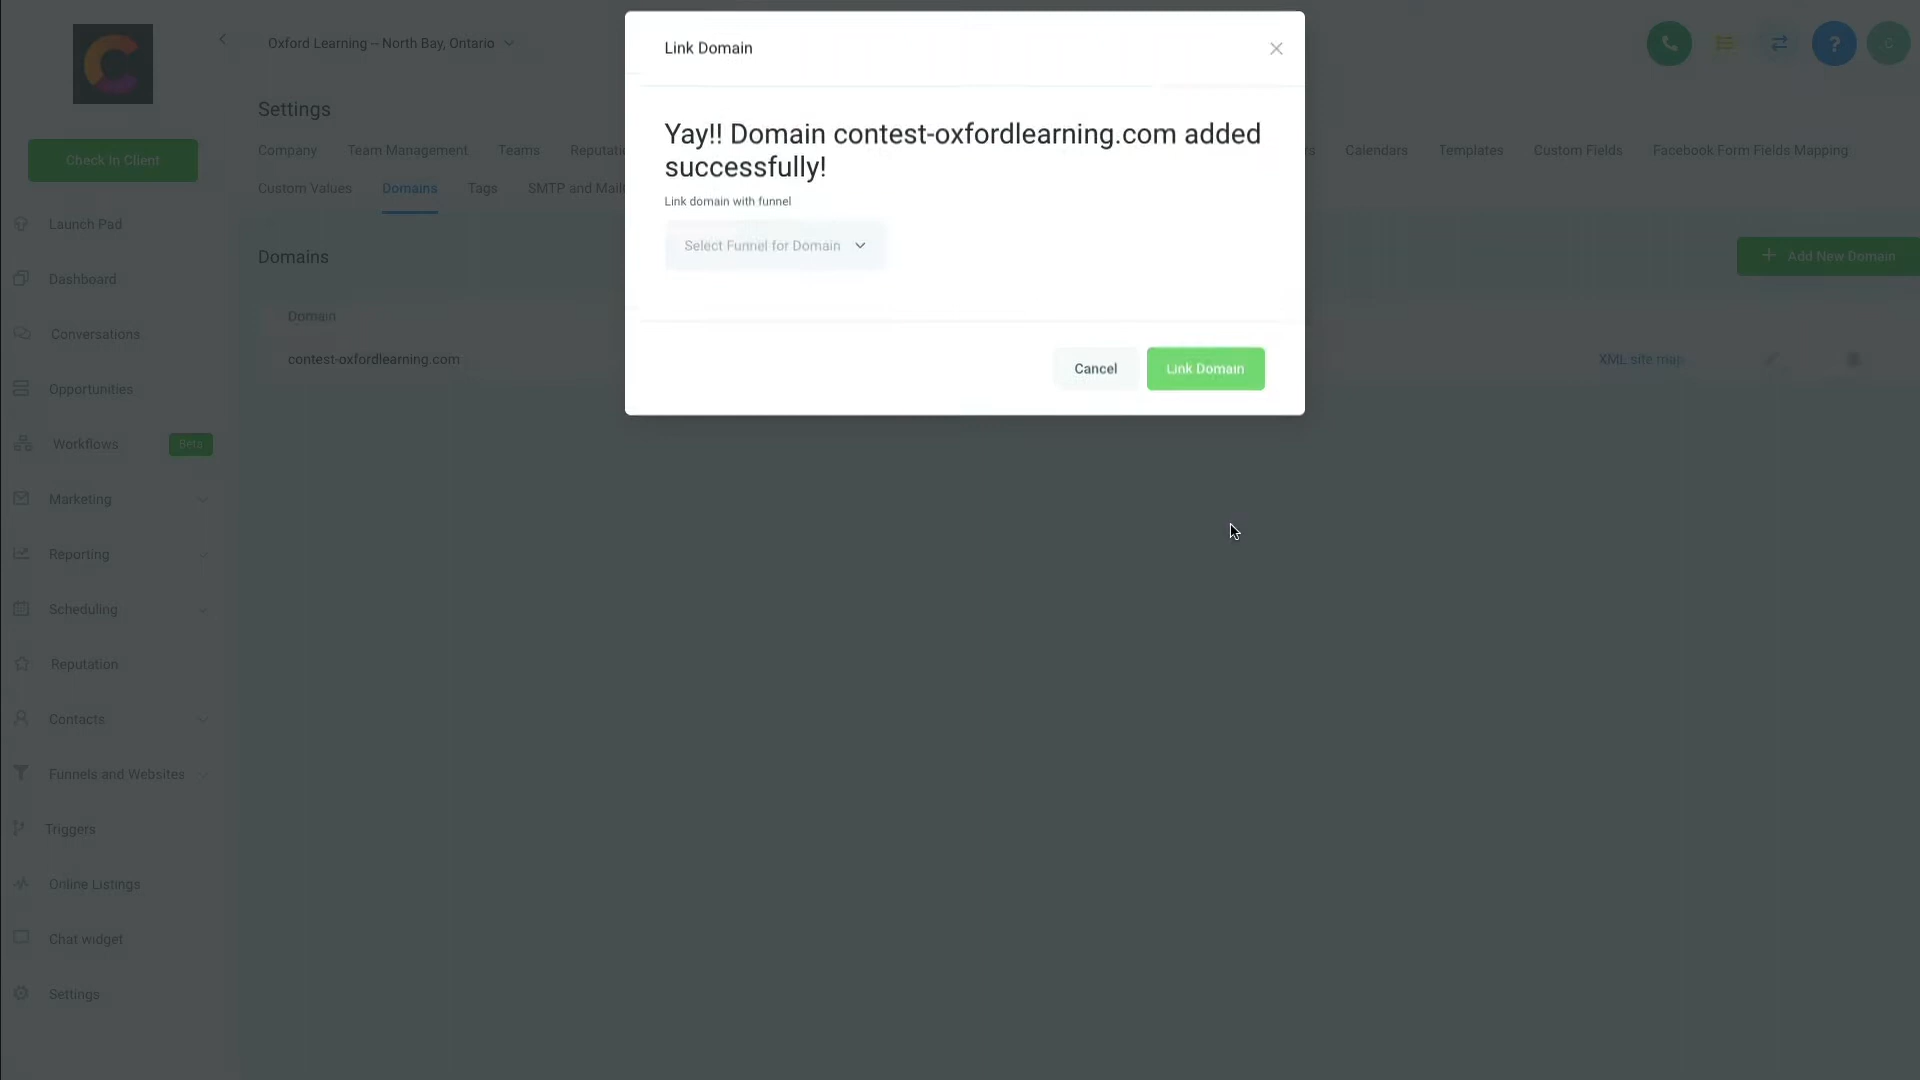 Link Domain
Yay!! Domain contest-oxfordlearning.com added
successfully!
Link domain with funnel
Select Funnel for Domain
Cancel
Link Domain
Oxford Learning -- North Bay, Ontario
C
Settings
Check In Client
Company
Team Management
Teams
Reputati
Calendars
Templates
Custom Fields
Facebook Form Fields Mapping
Custom Values
Domains
Tags
SMTP and Mail
Domains
+ Add New Domain
Domain
contest-oxfordlearning.com
XML site map
Launch Pad
Dashboard
Conversations
Opportunities
Workflows
Beta
Marketing
Reporting
Scheduling
Reputation
Contacts
Funnels and Websites
Triggers
Online Listings
Chat widget
Settings